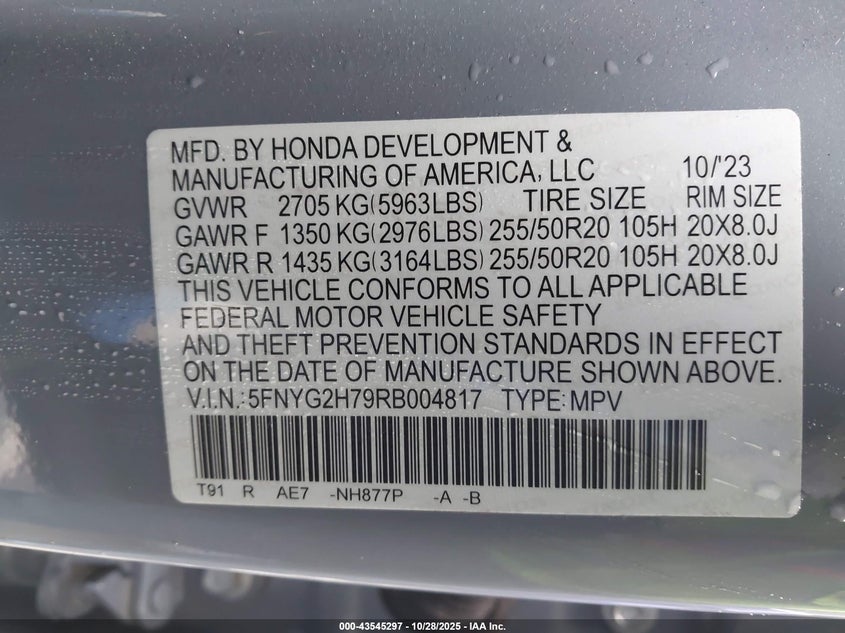 MFD. BY HONDA DEVELOPMENT &
MANUFACTURING OF AMERICA, LLC 10/'23
GVWR 2705 KG(5963LBS) TIRE SIZE RIM SIZE
GAWR F 1350 KG(2976LBS) 255/50R20 105H 20X8.0J
GAWR R 1435 KG(3164LBS) 255/50R20 105H 20X8.0J
THIS VEHICLE CONFORMS TO ALL APPLICABLE
FEDERAL MOTOR VEHICLE SAFETY
AND THEFT PREVENTION STANDARDS IN EFFECT
ON THE DATE OF MANUFACTURE SHOWN ABOVE.
V.I.N.:5FNYG2H79RB004817 TYPE:MPV
T91 R AE7 -NH877P -A -B
000-43545297 - 10/28/2025 - IAA Inc.